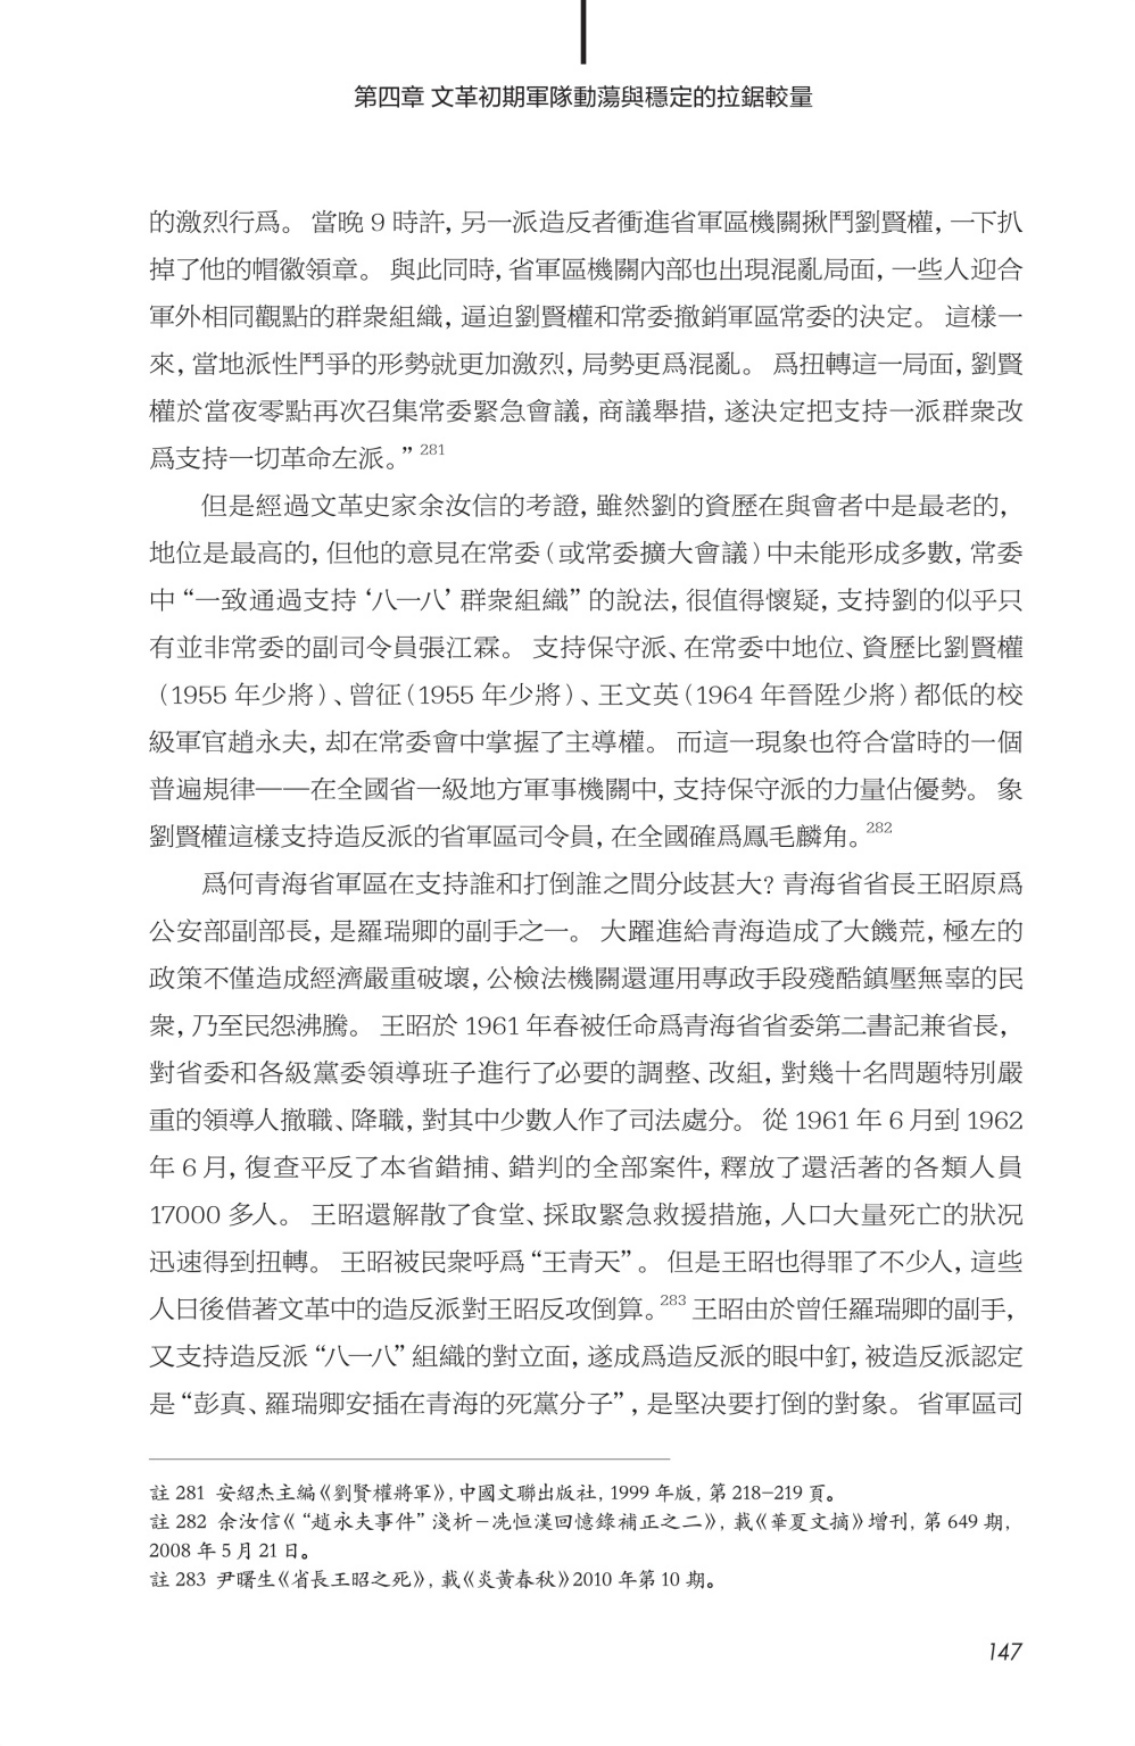 第四章 文革初期軍隊動蕩與穩定的拉鋸較量
的激烈行爲。 當晚 9 時許, 另一派造反者衝進省軍區機關揪鬥劉賢權, 一下扒
掉了他的帽徽領章。 與此同時, 省軍區機關內部也出現混亂局面, 一些人迎合
軍外相同觀點的群衆組織, 逼迫劉賢權和常委撤銷軍區常委的決定。 這樣一
來, 當地派性鬥爭的形勢就更加激烈, 局勢更爲混亂。 爲扭轉這一局面, 劉賢
權於當夜零點再次召集常委緊急會議, 商議舉措, 遂決定把支持一派群衆改
爲支持一切革命左派。” 281
但是經過文革史家余汝信的考證, 雖然劉的資歷在與會者中是最老的,
地位是最高的, 但他的意見在常委(或常委擴大會議)中未能形成多數, 常委
中 “一致通過支持 ‘八一八’ 群衆組織” 的說法, 很值得懷疑, 支持劉的似乎只
有並非常委的副司令員張江霖。 支持保守派、在常委中地位、資歷比劉賢權
(1955 年少將)、曾征(1955 年少將)、王文英(1964 年晉陞少將)都低的校
級軍官趙永夫, 却在常委會中掌握了主導權。 而這一現象也符合當時的一個
普遍規律——在全國省一級地方軍事機關中, 支持保守派的力量佔優勢。 象
劉賢權這樣支持造反派的省軍區司令員, 在全國確爲鳳毛麟角。282
爲何青海省軍區在支持誰和打倒誰之間分歧甚大? 青海省省長王昭原爲
公安部副部長, 是羅瑞卿的副手之一。 大躍進給青海造成了大饑荒, 極左的
政策不僅造成經濟嚴重破壞, 公檢法機關還運用專政手段殘酷鎮壓無辜的民
衆, 乃至民怨沸騰。 王昭於 1961 年春被任命爲青海省省委第二書記兼省長,
對省委和各級黨委領導班子進行了必要的調整、改組, 對幾十名問題特別嚴
重的領導人撤職、降職, 對其中少數人作了司法處分。 從 1961 年 6 月到 1962
年 6 月, 復查平反了本省錯捕、錯判的全部案件, 釋放了還活著的各類人員
17000 多人。 王昭還解散了食堂、採取緊急救援措施, 人口大量死亡的狀況
迅速得到扭轉。 王昭被民衆呼爲 “王青天” 。 但是王昭也得罪了不少人, 這些
人日後借著文革中的造反派對王昭反攻倒算。283 王昭由於曾任羅瑞卿的副手,
又支持造反派 “八一八” 組織的對立面, 遂成爲造反派的眼中釘, 被造反派認定
是 “彭真、羅瑞卿安插在青海的死黨分子” , 是堅决要打倒的對象。 省軍區司
註 281 安紹杰主編《劉賢權將軍》, 中國文聯出版社, 1999 年版, 第 218–219 頁。
註 282 余汝信《 “趙永夫事件” 淺析–冼恒漢回憶錄補正之二》, 載《華夏文摘》增刊, 第 649 期,
2008 年 5 月 21 日。
註 283 尹曙生《省長王昭之死》, 載《炎黃春秋》2010 年第 10 期。
147